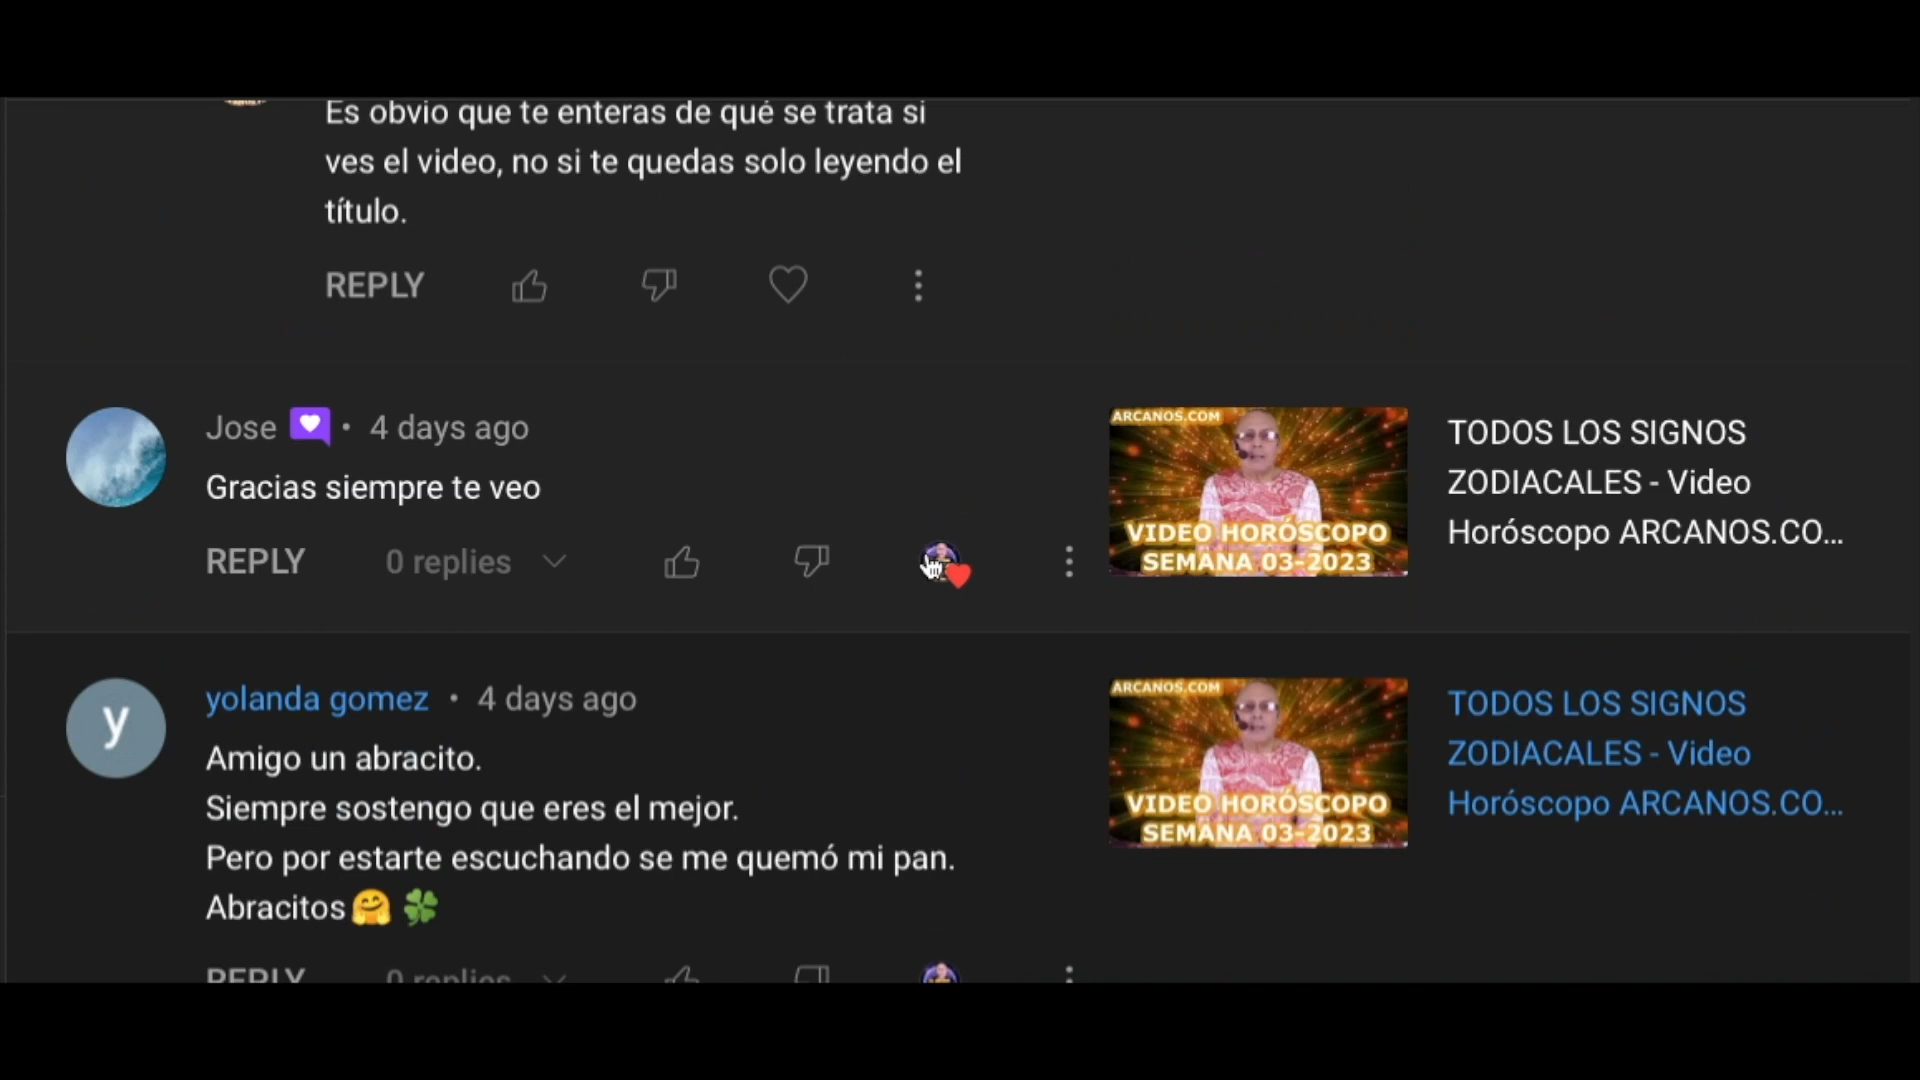 Es obvio que te enteras de qué se trata si
ves el video, no si te quedas solo leyendo el
título.
REPLY
Jose • 4 days ago
Gracias siempre te veo
REPLY 0 replies
ARCANOS.COM
VIDEO HORÓSCOPO
SEMANA 03-2023
TODOS LOS SIGNOS
ZODIACALES - Video
Horóscopo ARCANOS.CO...
y
yolanda gomez • 4 days ago
Amigo un abracito.
Siempre sostengo que eres el mejor.
Pero por estarte escuchando se me quemó mi pan.
Abracitos🤗 🍀
REPLY 0 replies
ARCANOS.COM
VIDEO HORÓSCOPO
SEMANA 03-2023
TODOS LOS SIGNOS
ZODIACALES - Video
Horóscopo ARCANOS.CO...